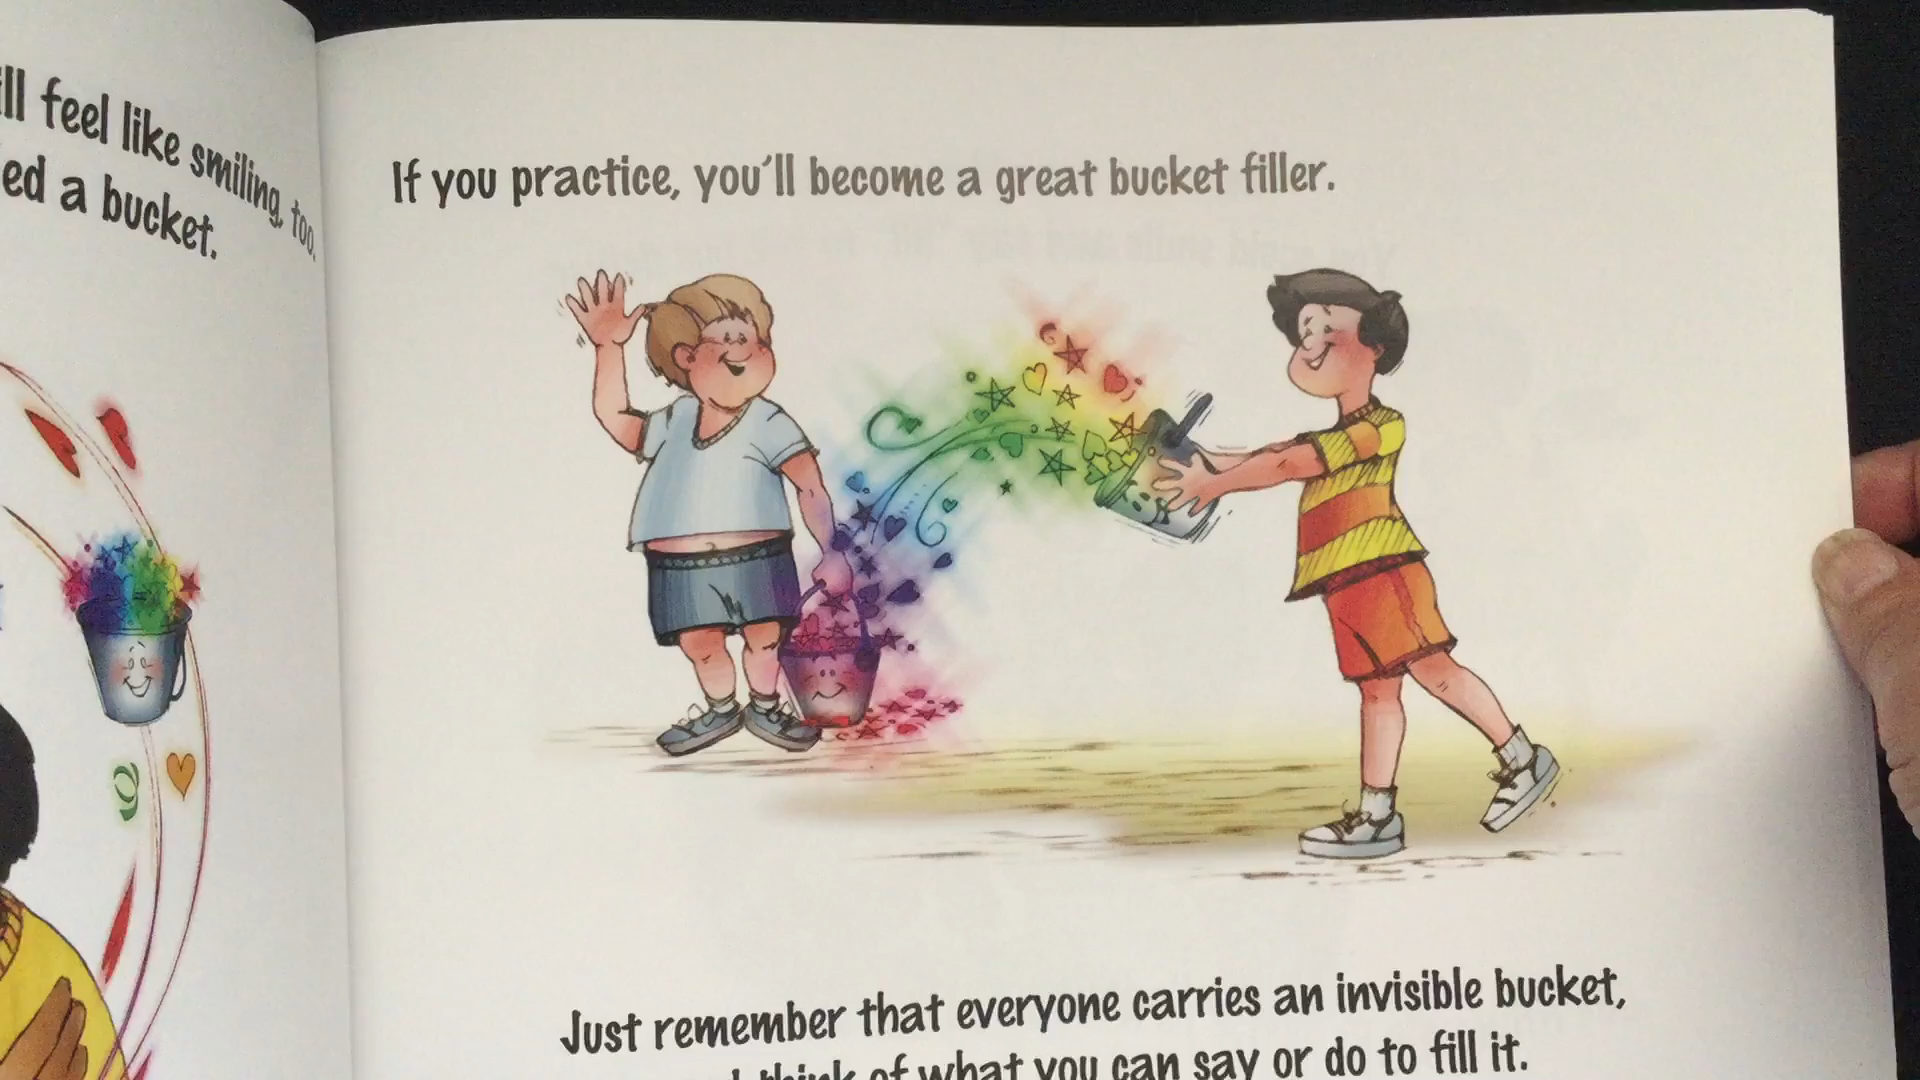 feel like smiling, too.
ed a bucket.
If you practice, you'll become a great bucket filler.
Just remember that everyone carries an invisible bucket,
think of what you can say or do to fill it.